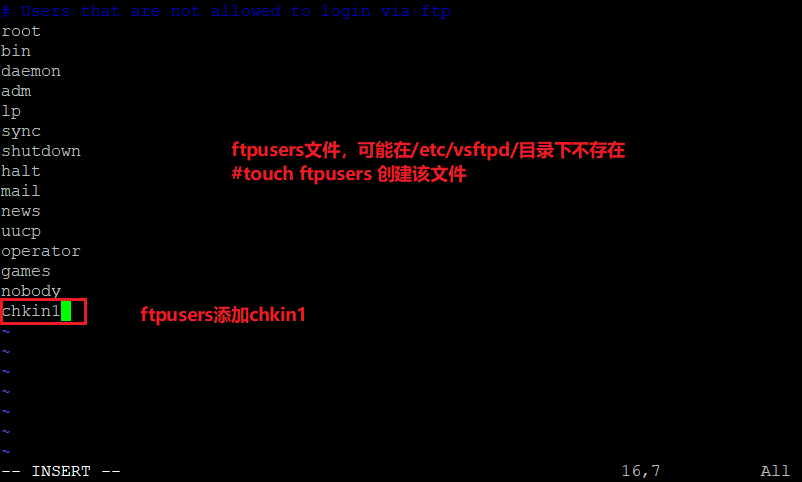 # Users that are not allowed to login via ftp
root
bin
daemon
adm
lp
sync
shutdown
ftpusers文件，可能在/etc/vsftpd/目录下不存在
halt
#touch ftpusers 创建该文件
mail
news
uucp
operator
games
nobody
chkin1
ftpusers添加chkin1
~
~
~
~
~
~
~
-- INSERT --
16,7
All